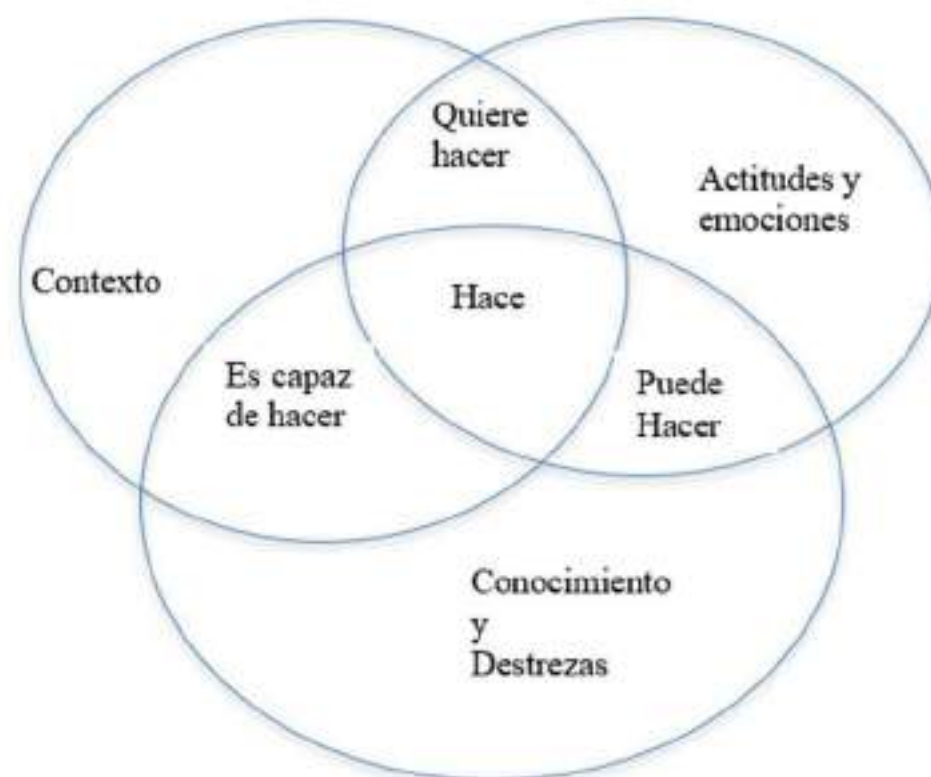 Quiere
hacer
Actitudes y
emociones
Contexto
Hace
Es capaz
de hacer
Puede
Hacer
Conocimiento
y
Destrezas